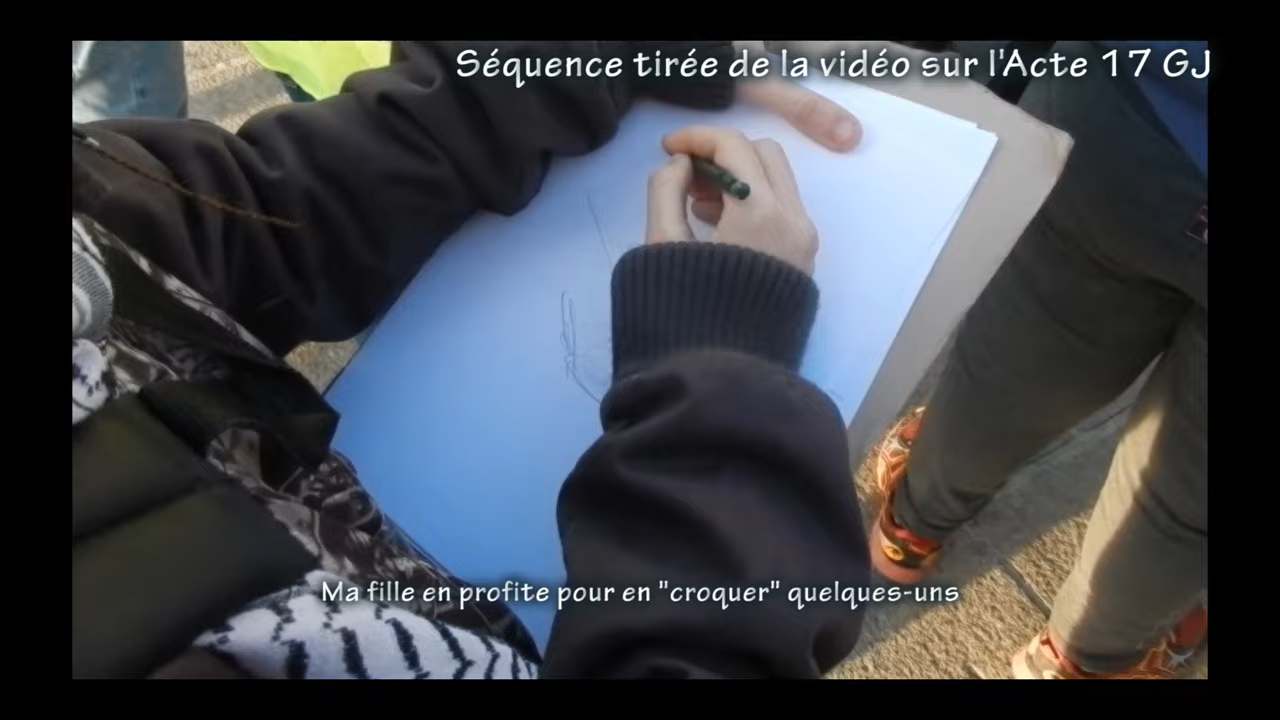 Séquence tirée de la vidéo sur l'Acte 17 GJ
Ma fille en profite pour en "croquer" quelques-uns